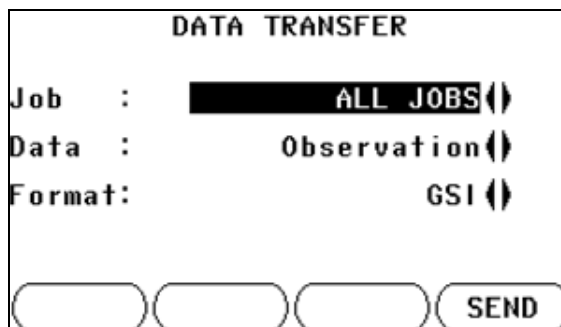 DATA TRANSFER
Job : ALL JOBS
Data : Observation
Format: GSI
SEND